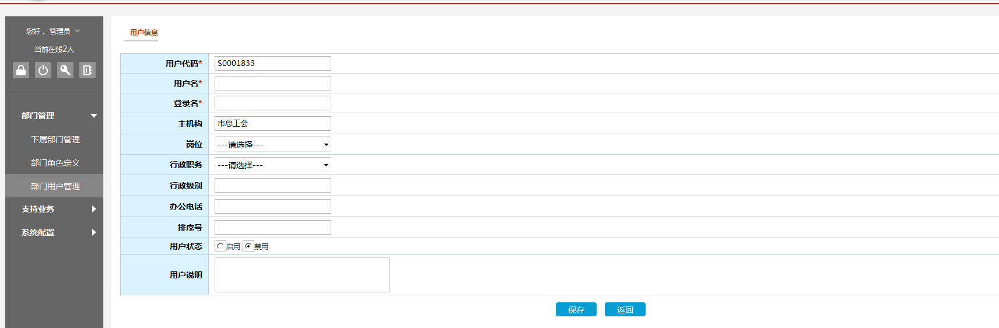 您好， 管理员
当前在线2人
部门管理
下属部门管理
部门角色定义
部门用户管理
支持业务
系统配置
用户信息
用户代码* S0001833
用户名*
登录名*
主机构 市总工会
岗位 ---请选择---
行政职务 ---请选择---
行政级别
办公电话
排序号
用户状态 启用 禁用
用户说明
保存 返回